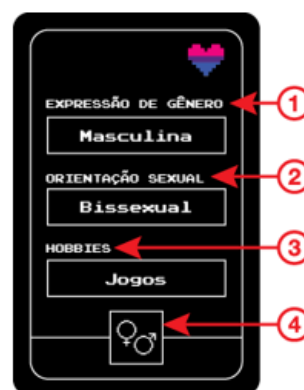 EXPRESSÃO DE GÊNERO
1
Masculina
ORIENTAÇÃO SEXUAL
2
Bissexual
HOBBIES
3
Jogos
4